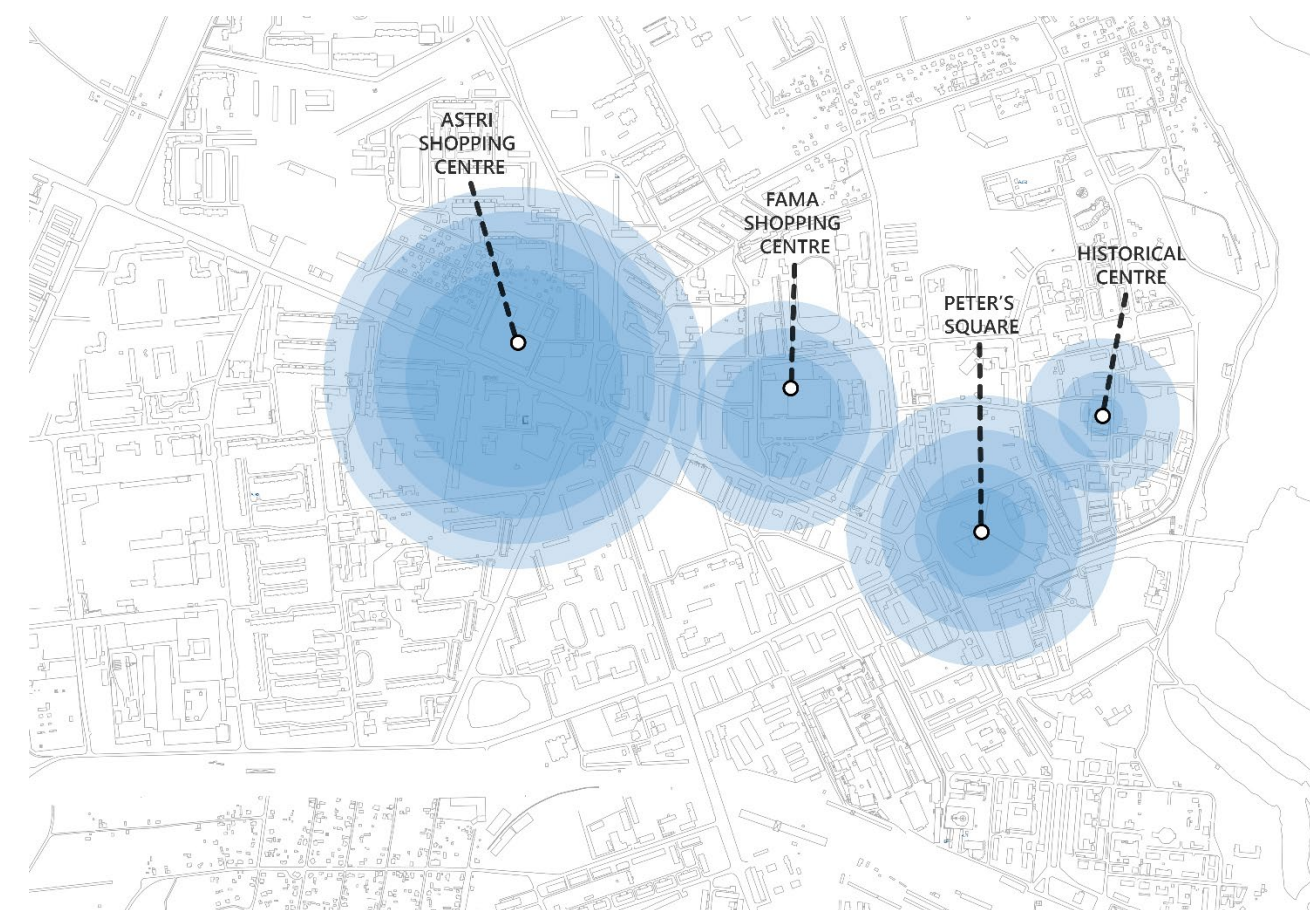 ASTRI
SHOPPING
CENTRE
FAMA
SHOPPING
CENTRE
PETER'S
SQUARE
HISTORICAL
CENTRE